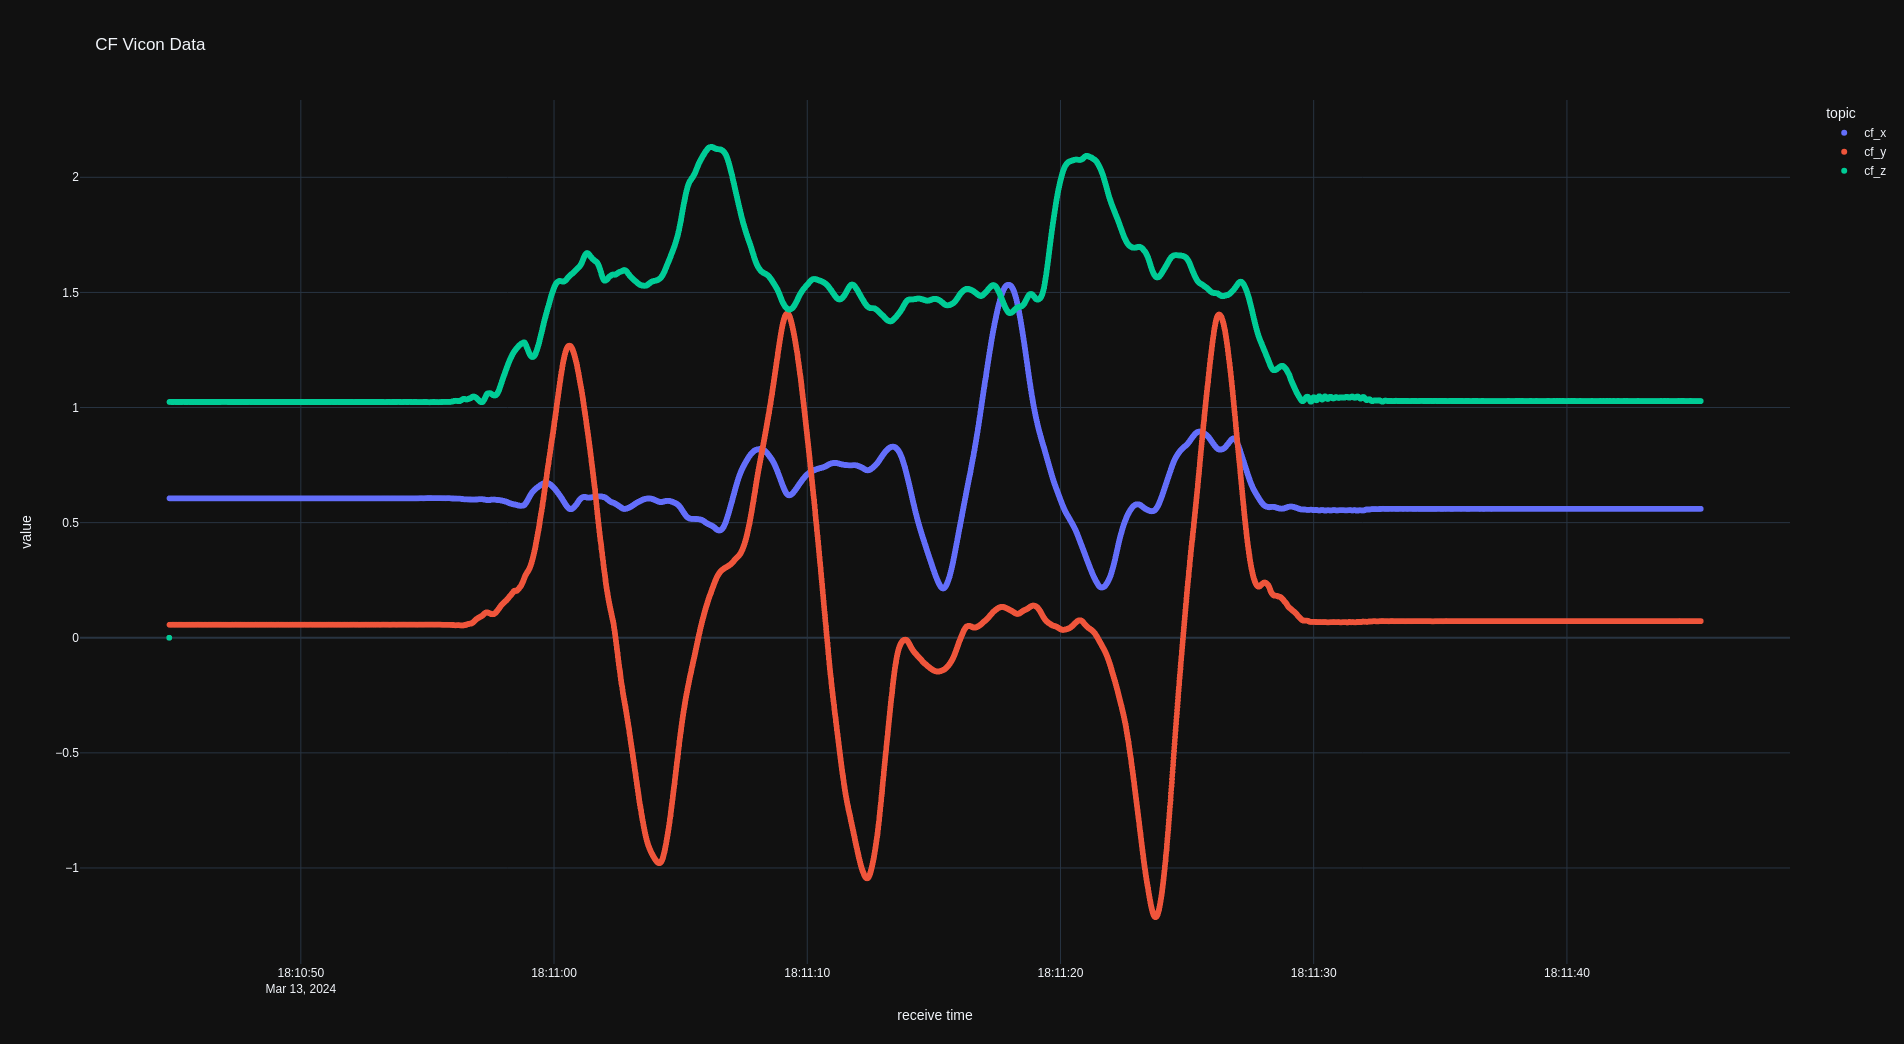 CF Vicon Data
topic
cf_x
cf_y
cf_z
2
1.5
1
0.5
0
−0.5
−1
value
18:10:50
Mar 13, 2024
18:11:00
18:11:10
18:11:20
18:11:30
18:11:40
receive time